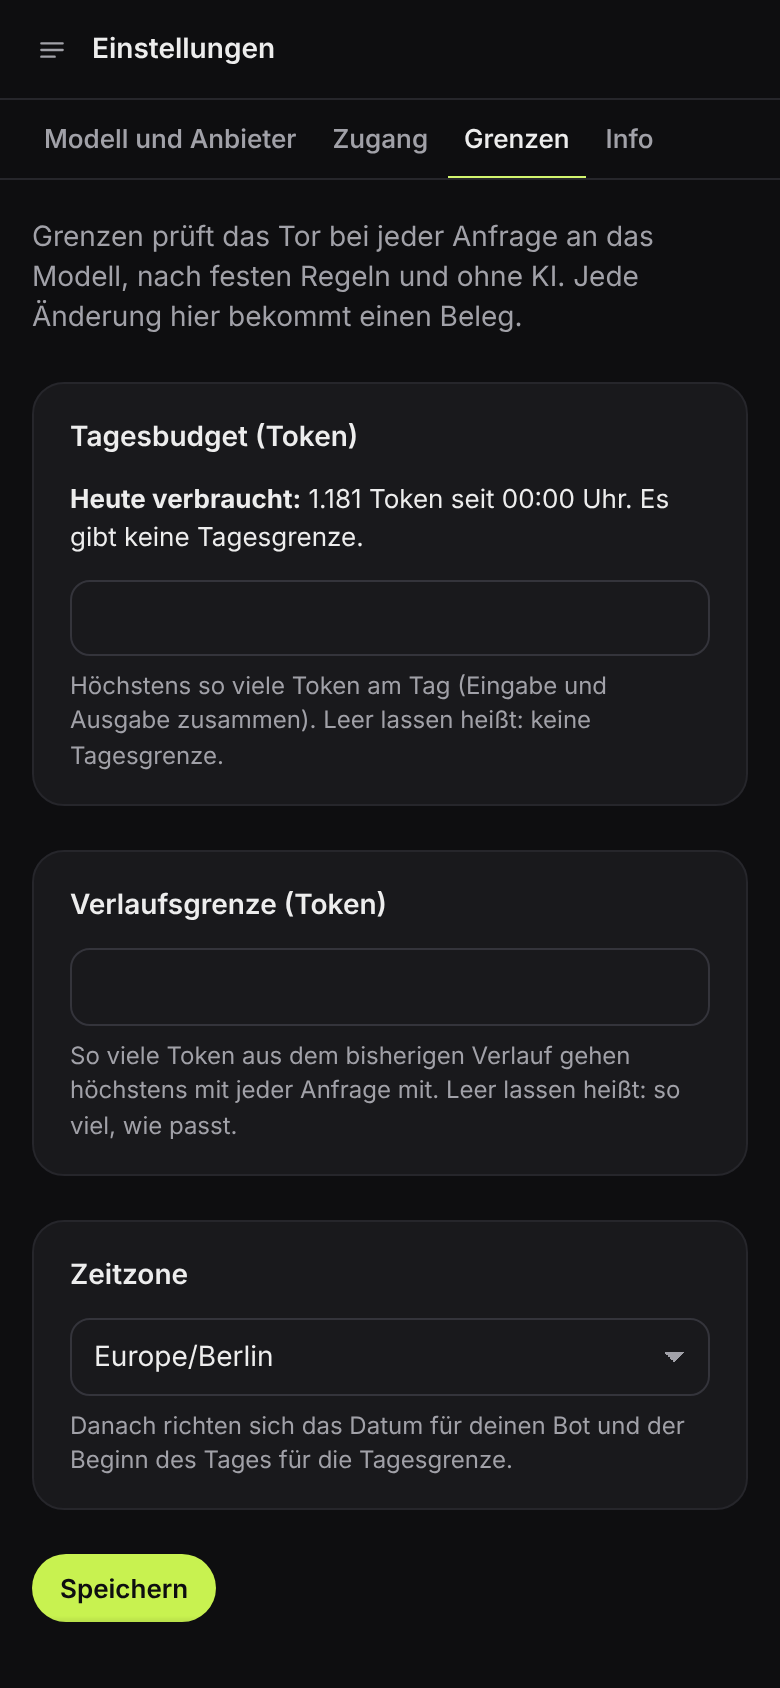 Einstellungen
Modell und Anbieter Zugang Grenzen Info
Grenzen prüft das Tor bei jeder Anfrage an das
Modell, nach festen Regeln und ohne KI. Jede
Änderung hier bekommt einen Beleg.
Tagesbudget (Token)
Heute verbraucht: 1.181 Token seit 00:00 Uhr. Es
gibt keine Tagesgrenze.
Höchstens so viele Token am Tag (Eingabe und
Ausgabe zusammen). Leer lassen heißt: keine
Tagesgrenze.
Verlaufsgrenze (Token)
So viele Token aus dem bisherigen Verlauf gehen
höchstens mit jeder Anfrage mit. Leer lassen heißt: so
viel, wie passt.
Zeitzone
Europe/Berlin
Danach richten sich das Datum für deinen Bot und der
Beginn des Tages für die Tagesgrenze.
Speichern